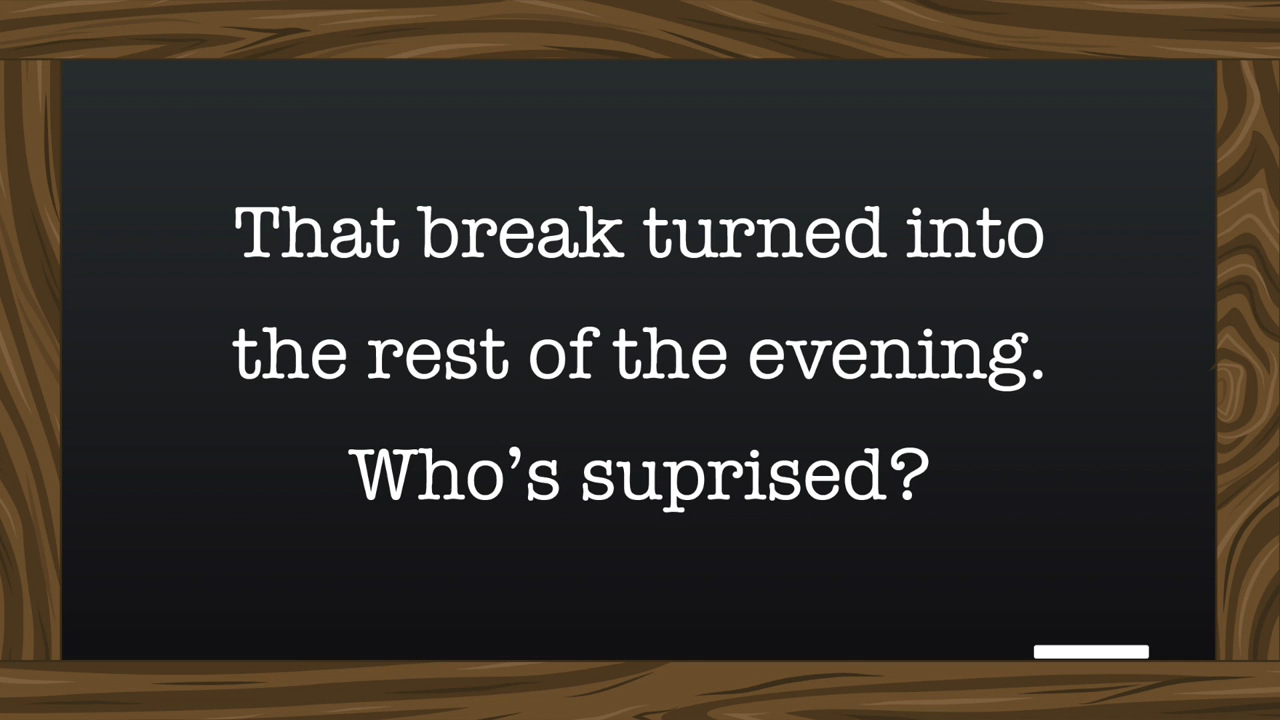 That break turned into
the rest of the evening.
Who’s suprised?